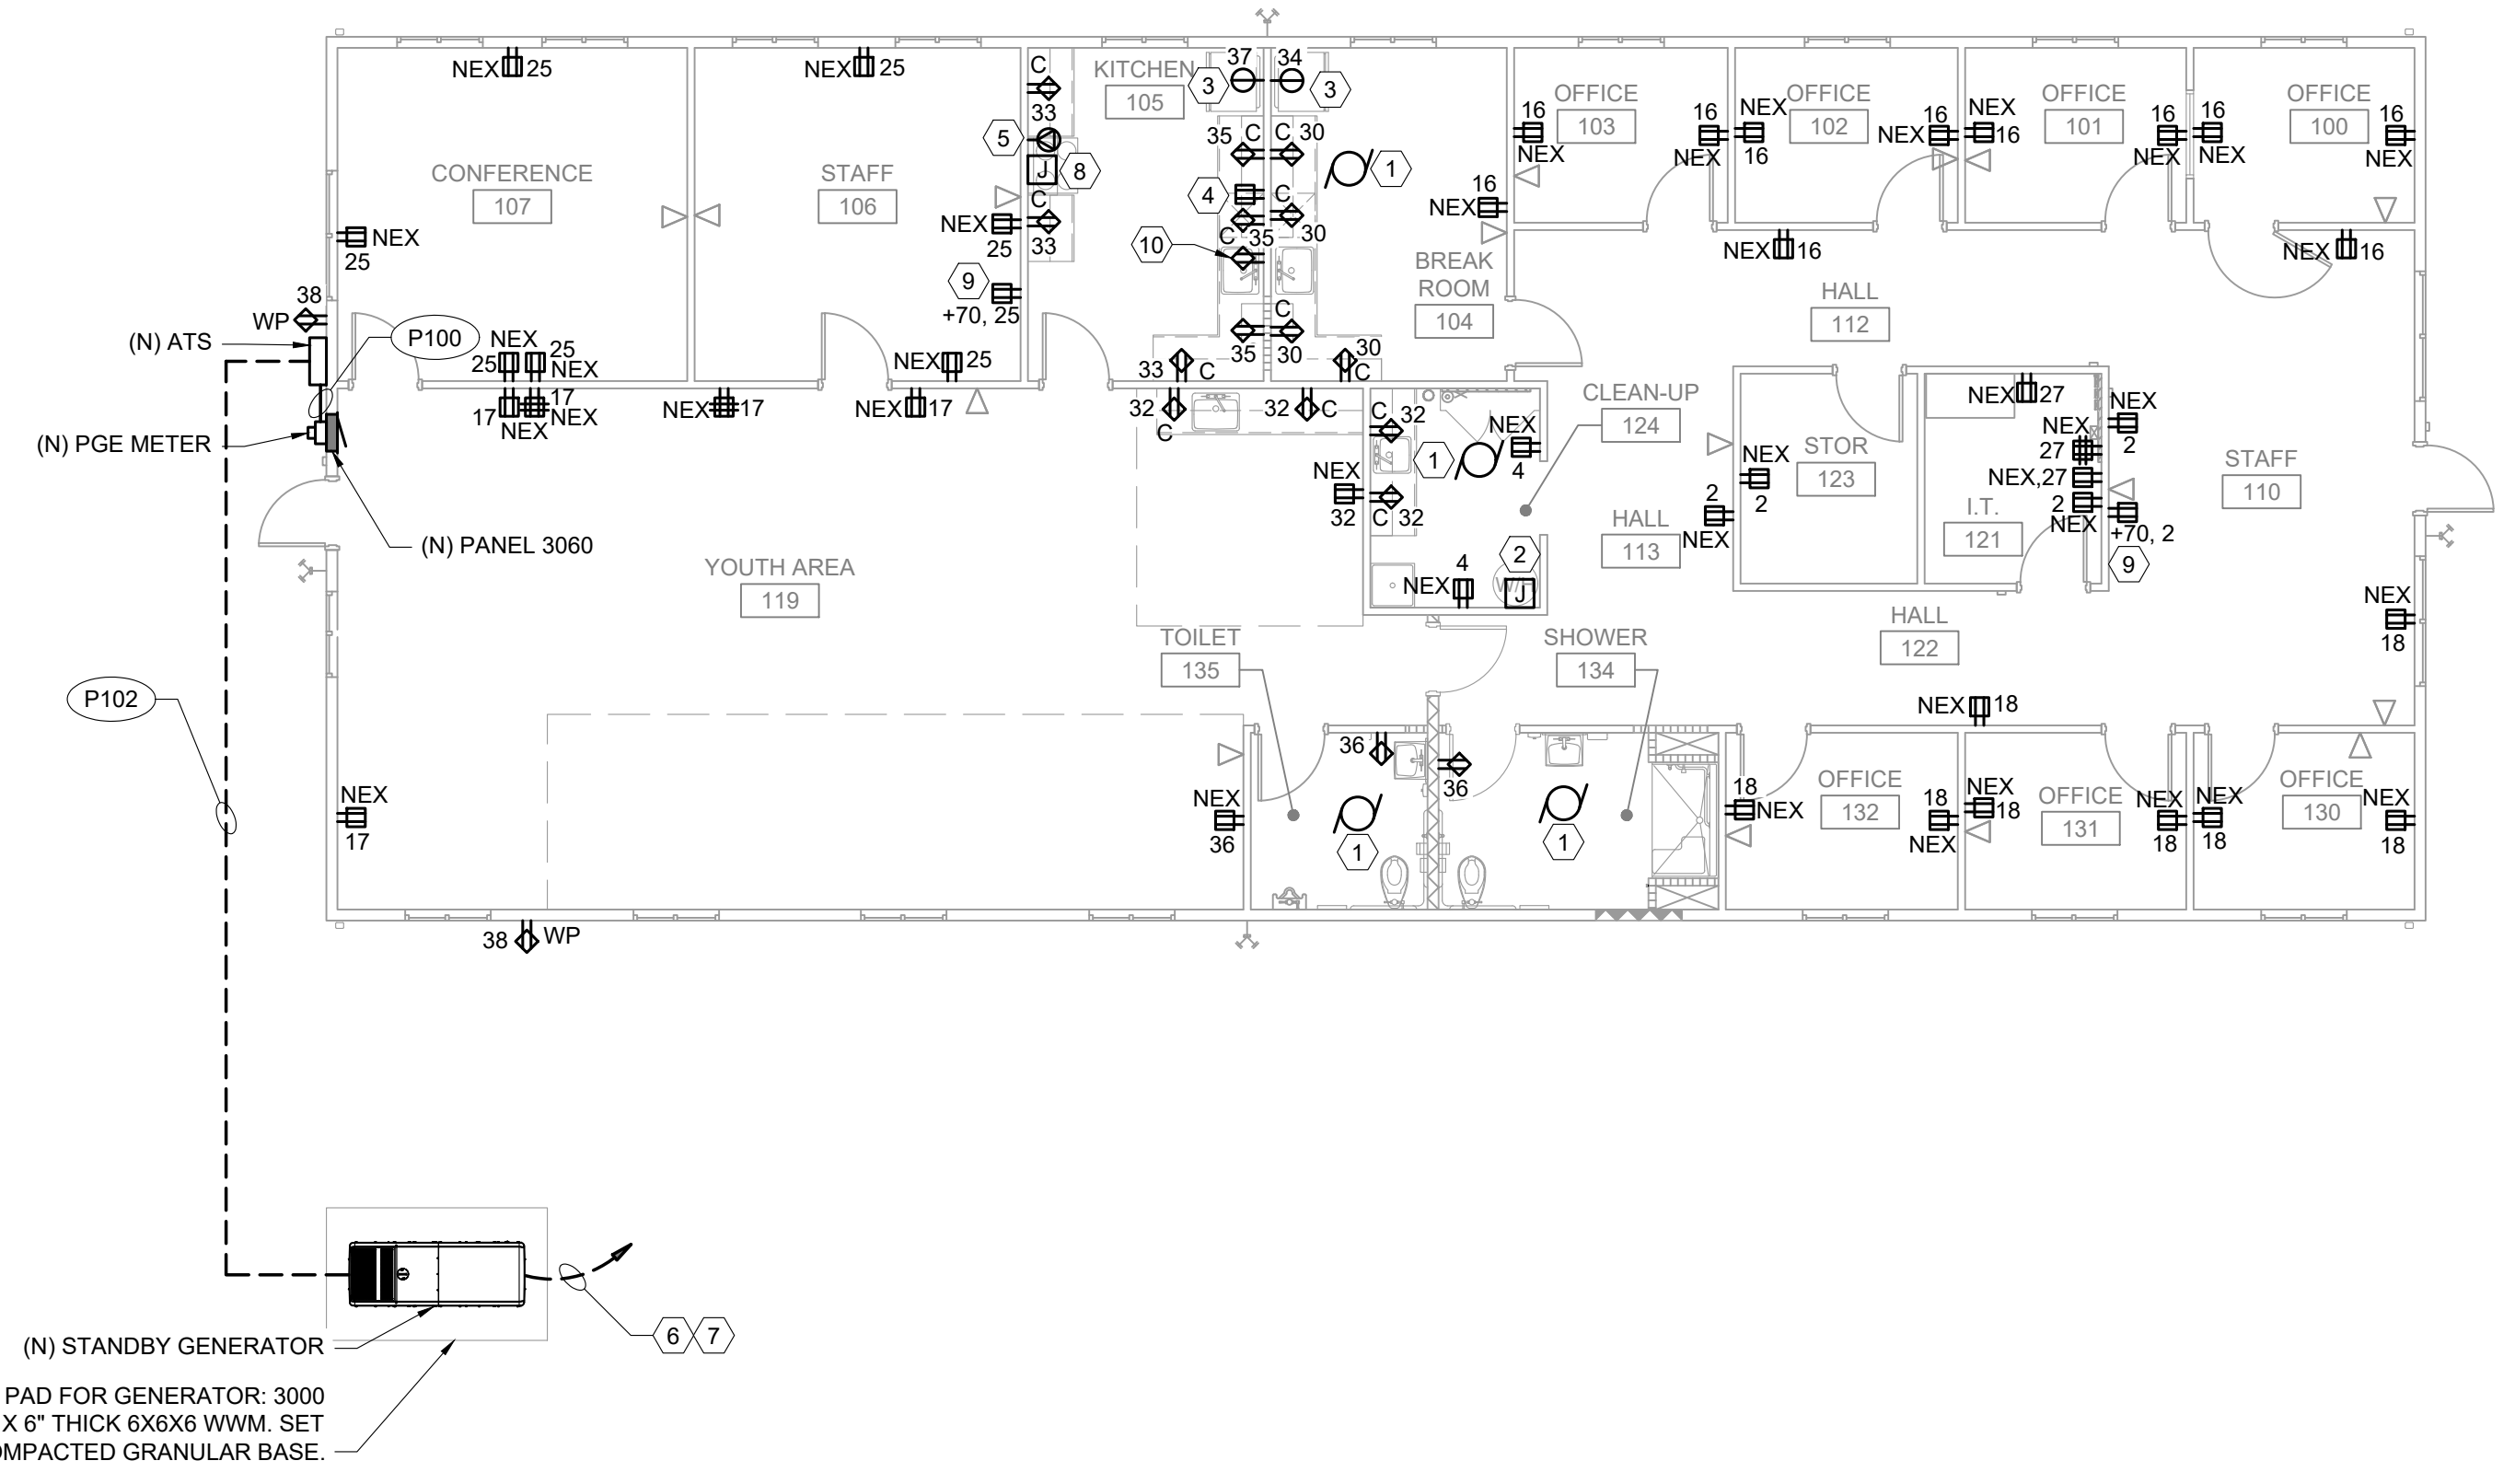 NEX 25
NEX 25
C
33
5
J
8
C
33
KITCHEN
105
37
3
34
3
35 C
C 30
4
C
C 35
30
10
1
C
35
30
33 C
30
C
16
NEX
16
NEX
OFFICE
103
16
NEX
NEX
16
OFFICE
102
16
NEX
NEX
16
OFFICE
101
16
NEX
16
NEX
OFFICE
100
16
NEX
CONFERENCE
107
STAFF
106
NEX
25
NEX
25
9
+70, 25
BREAK
ROOM
104
NEX 16
NEX 16
HALL
112
38
WP
(N) ATS
P100
NEX
25
25
NEX
NEX 25
17
17
NEX
NEX
NEX 17
NEX 17
32
C
32 C
C 32
1
NEX
4
CLEAN-UP
124
NEX
32
C 32
(N) PGE METER
(N) PANEL 3060
YOUTH AREA
119
2
W/H
J
4
NEX
HALL
113
2
NEX
NEX
2
STOR
123
NEX 27
NEX
27
NEX,27
2
NEX
I.T.
121
NEX
2
+70, 2
9
STAFF
110
NEX
18
HALL
122
NEX 18
TOILET
135
SHOWER
134
P102
36
36
1
1
NEX
17
NEX
36
18
NEX
OFFICE
132
18
NEX
NEX
18
OFFICE
131
NEX
18
NEX
18
OFFICE
130
NEX
18
38 WP
(N) STANDBY GENERATOR
6 7
PAD FOR GENERATOR: 3000
X 6" THICK 6X6X6 WWM. SET
OMPACTED GRANULAR BASE.